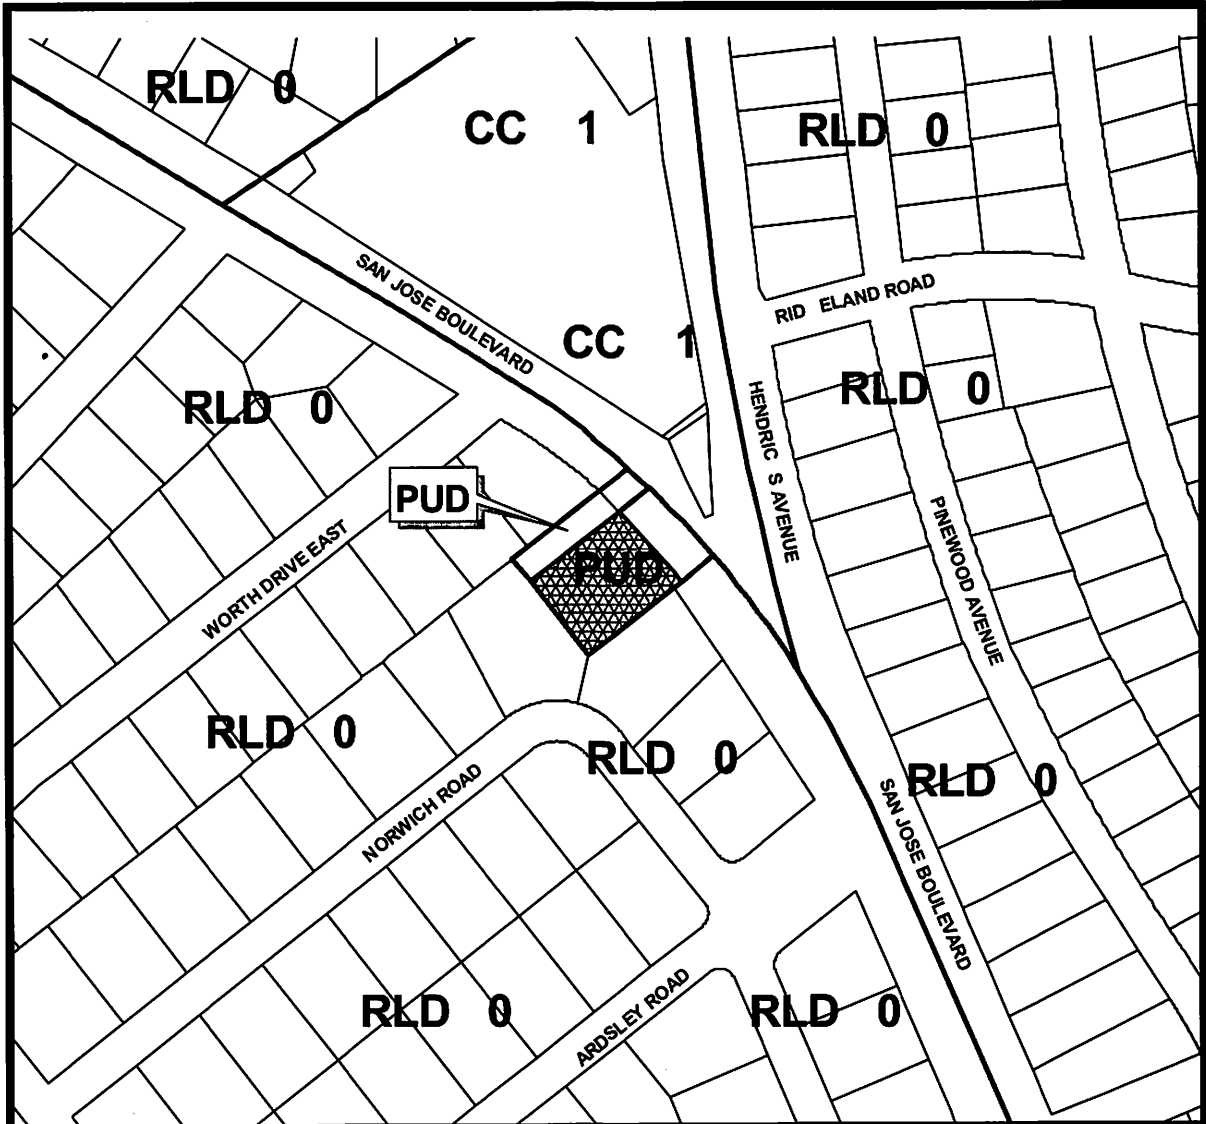 RLD 0
CC 1
RLD 0
SAN JOSE BOULEVARD
RID ELAND ROAD
CC 1
RLD 0
RLD 0
HENDRIC S AVENUE
PUD
PINEWOOD AVENUE
WORTH DRIVE EAST
PUD
RLD 0
RLD 0
RLD 0
NORWICH ROAD
SAN JOSE BOULEVARD
RLD 0
RLD 0
ARDSLEY ROAD